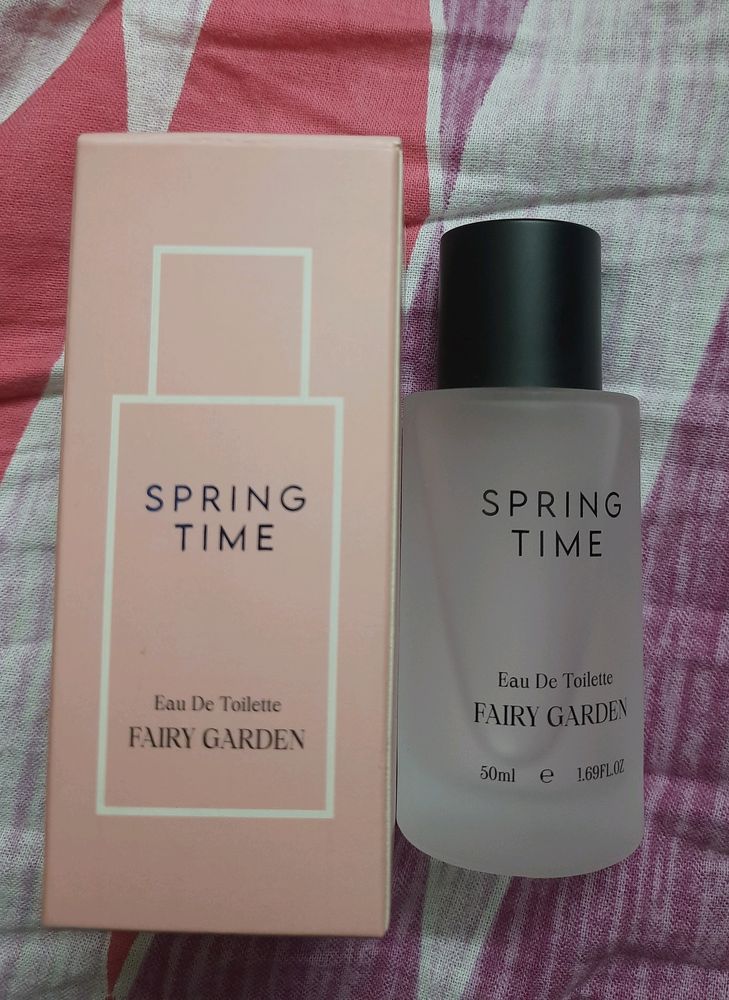 SPRING
TIME
Eau De Toilette
FAIRY GARDEN
SPRING
TIME
Eau De Toilette
FAIRY GARDEN
50ml e 1.69FL.OZ